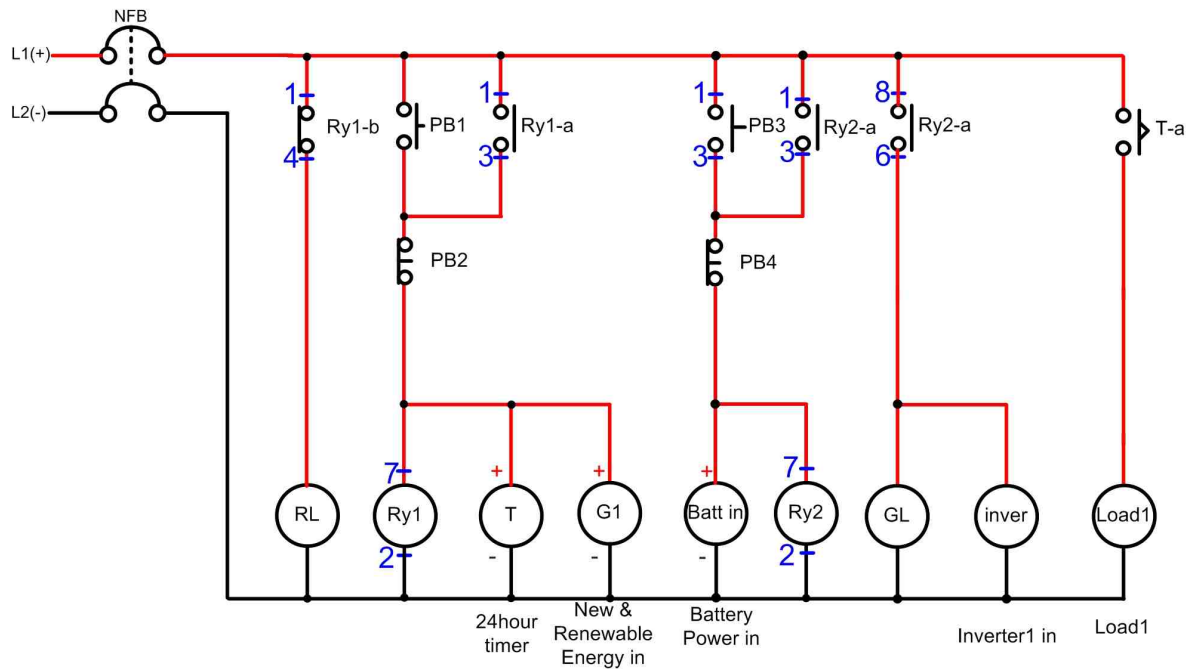 NFB
L1(+)
L2(-)
1
Ry1-b
4
PB1
1
Ry1-a
3
1
PB3
3
1
Ry2-a
3
8
Ry2-a
6
T-a
PB2
PB4
7
+
+
+
7
RL
Ry1
T
G1
Batt in
Ry2
GL
inver
Load1
2
-
-
-
2
24hour
timer
New &
Renewable
Energy in
Battery
Power in
Inverter1 in
Load1